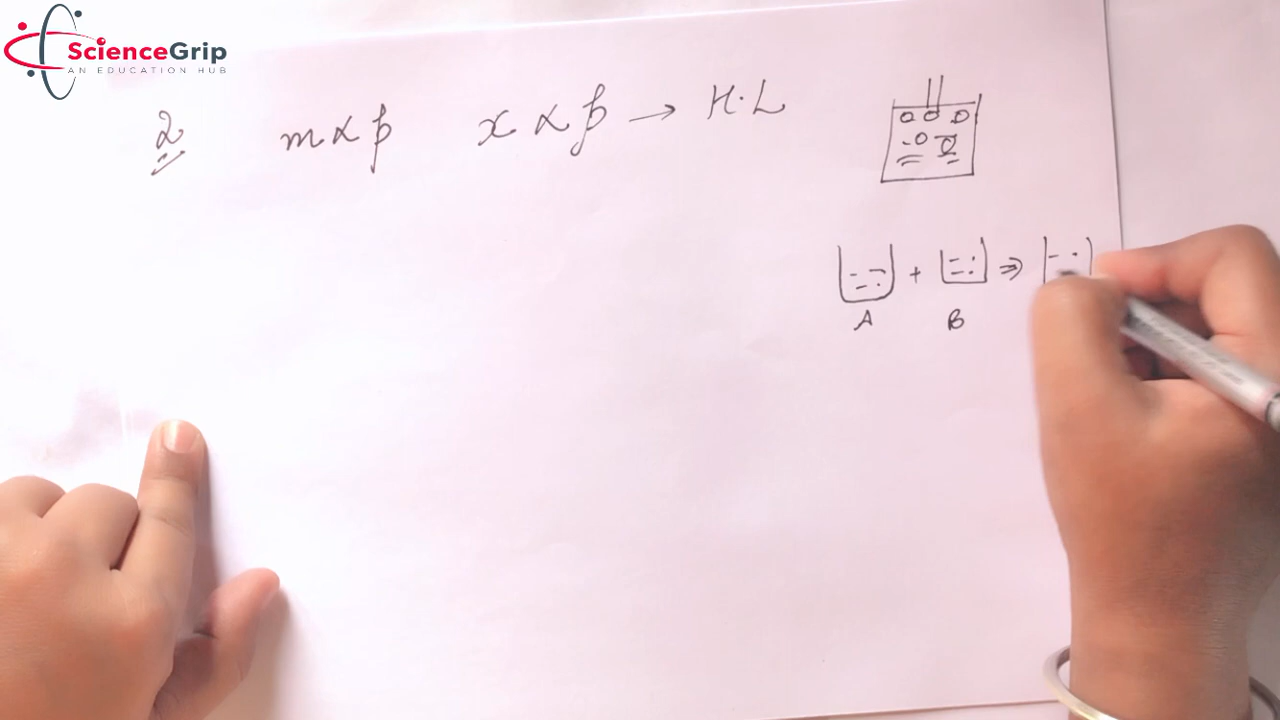 ScienceGrip
AN EDUCATION HUB
2 m ∝ p x ∝ p → H.L
+ ⇒
A B